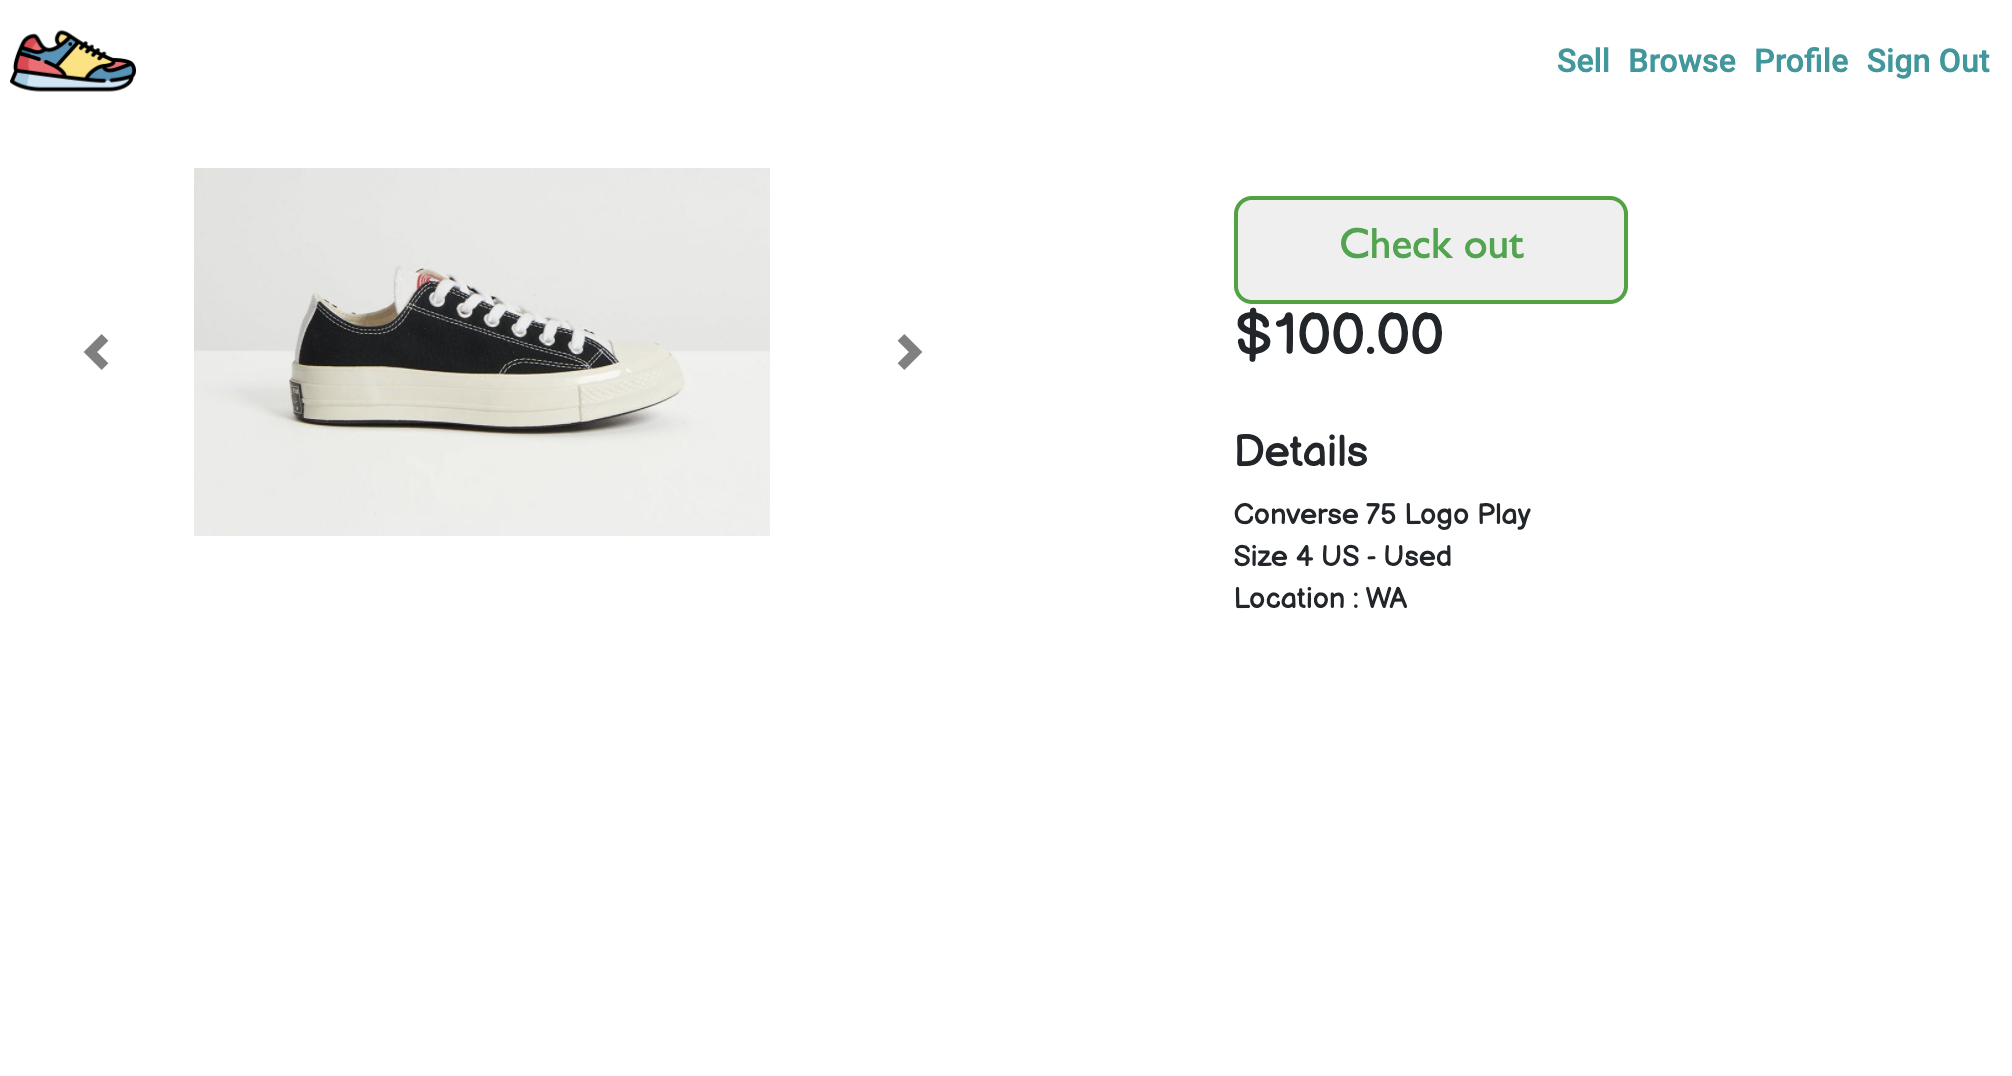 Sell Browse Profile Sign Out
Check out
$100.00
Details
Converse 75 Logo Play
Size 4 US - Used
Location : WA